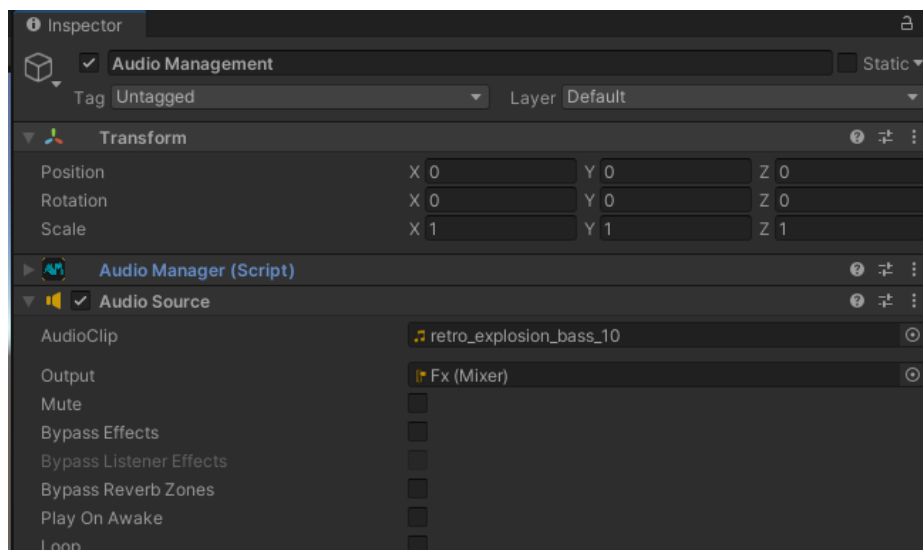 Inspector
Audio Management Static
Tag Untagged Layer Default
Transform
Position X 0 Y 0 Z 0
Rotation X 0 Y 0 Z 0
Scale X 1 Y 1 Z 1
Audio Manager (Script)
Audio Source
AudioClip retro_explosion_bass_10
Output Fx (Mixer)
Mute
Bypass Effects
Bypass Listener Effects
Bypass Reverb Zones
Play On Awake
Loop